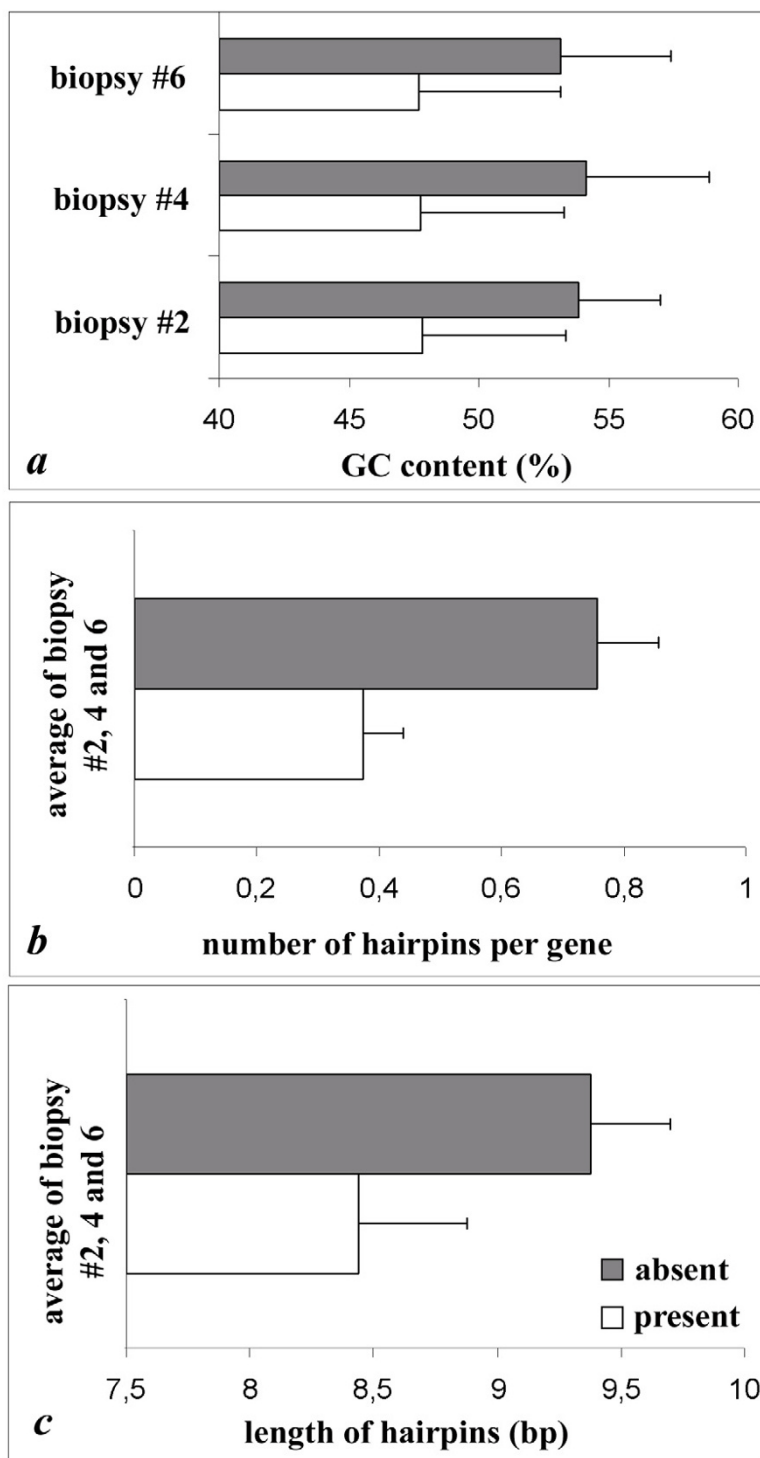 biopsy #6
biopsy #4
biopsy #2
40 45 50 55 60
GC content (%)
a
average of biopsy
#2, 4 and 6
0 0,2 0,4 0,6 0,8 1
number of hairpins per gene
b
average of biopsy
#2, 4 and 6
absent
present
7,5 8 8,5 9 9,5 10
length of hairpins (bp)
c